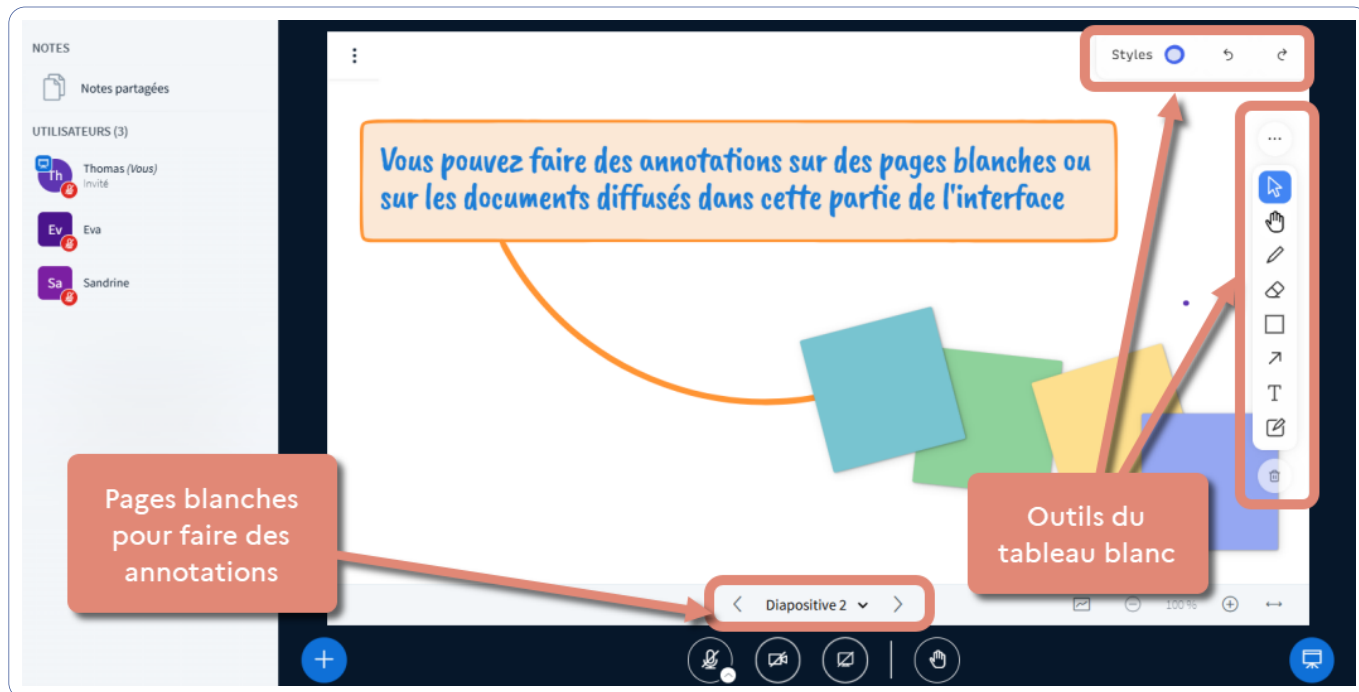 NOTES
Notes partagées
UTILISATEURS (3)
Th
Thomas (Vous)
Invité
Ev
Eva
Sa
Sandrine
Styles
Vous pouvez faire des annotations sur des pages blanches ou
sur les documents diffusés dans cette partie de l'interface
T
Pages blanches
pour faire des
annotations
Outils du
tableau blanc
Diapositive 2
100 %